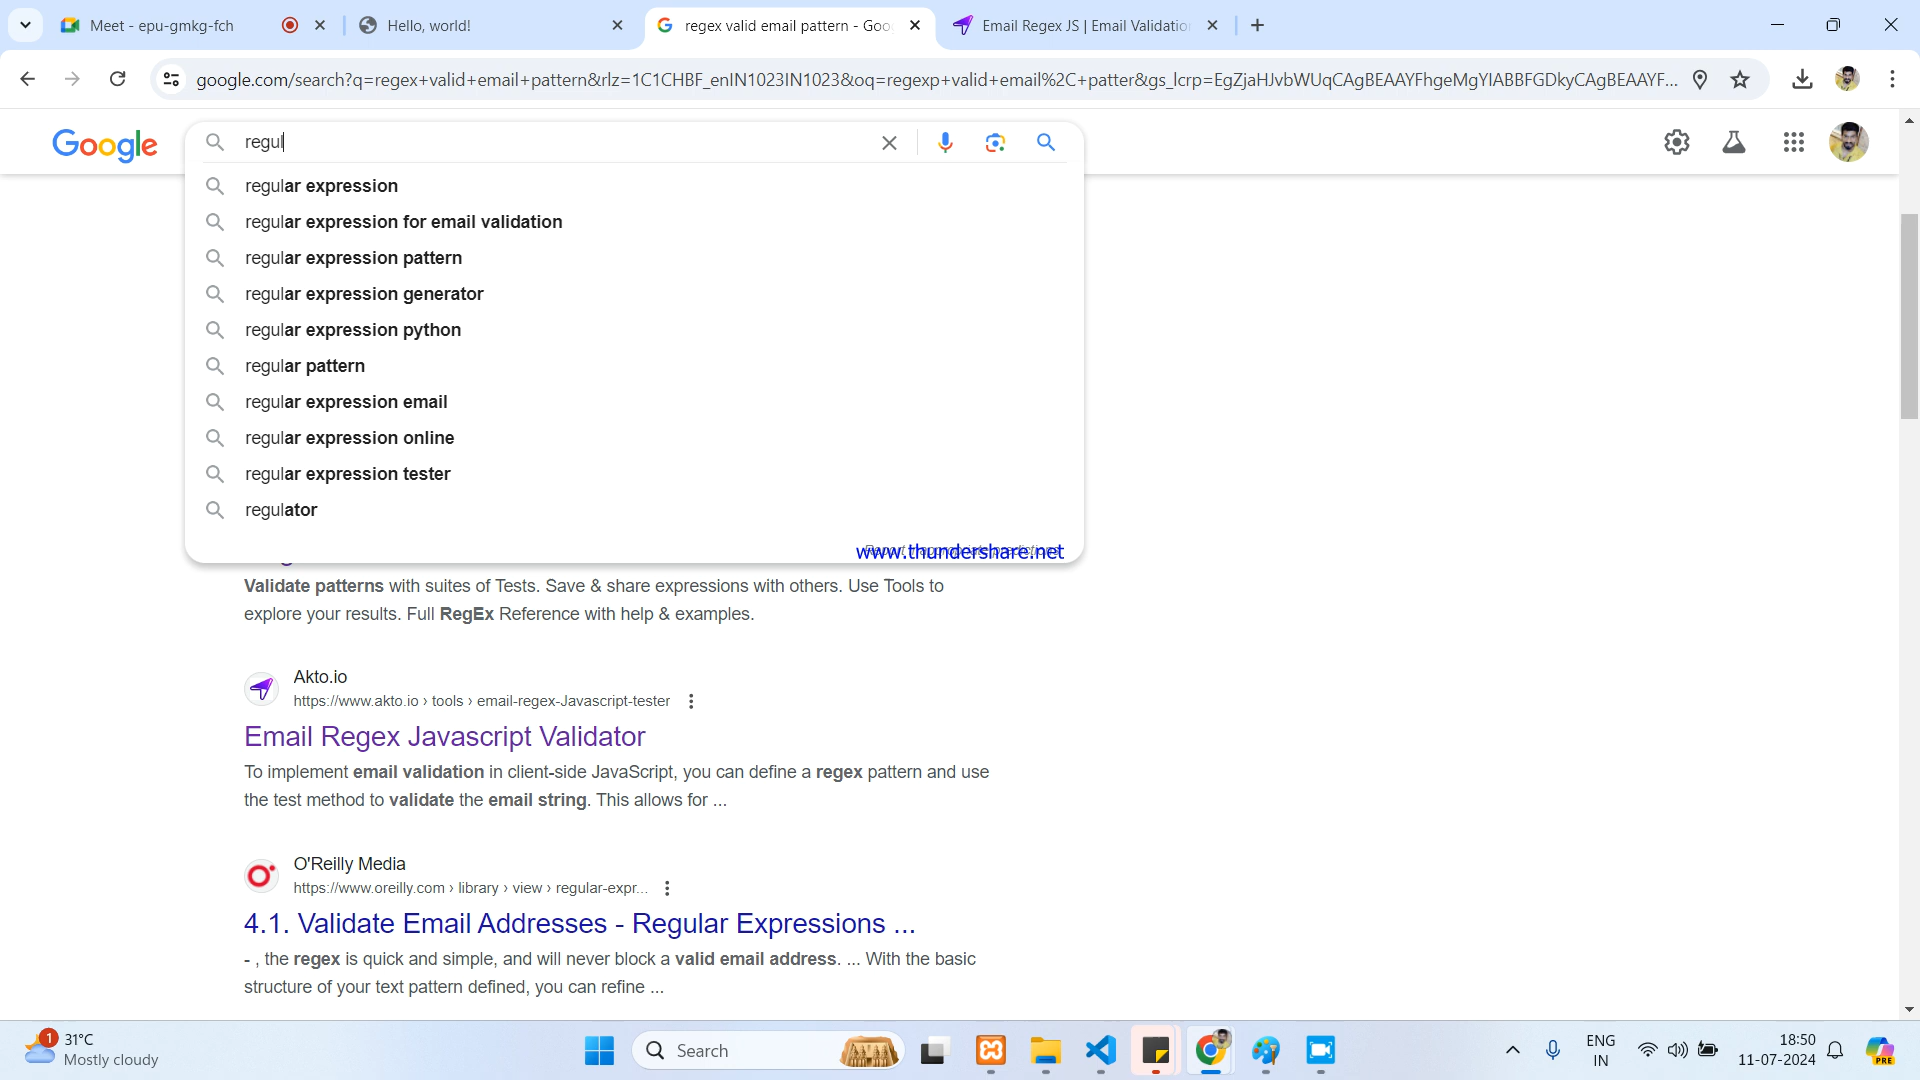 Meet - epu-gmkg-fch
Hello, world!
regex valid email pattern - Goo
Email Regex JS | Email Validatio
google.com/search?q=regex+valid+email+pattern&rlz=1C1CHBF_enIN1023IN1023&oq=regexp+valid+email%2C+patter&gs_lcrp=EgZjaHJvbWUqCAgBEAAYFhgeMgYIABBFGDkyCAgBEAAYF...
Google
regul
regular expression
regular expression for email validation
regular expression pattern
regular expression generator
regular expression python
regular pattern
regular expression email
regular expression online
regular expression tester
regulator
www.thundershare.net
Validate patterns with suites of Tests. Save & share expressions with others. Use Tools to
explore your results. Full RegEx Reference with help & examples.
Akto.io
https://www.akto.io › tools › email-regex-Javascript-tester
Email Regex Javascript Validator
To implement email validation in client-side JavaScript, you can define a regex pattern and use
the test method to validate the email string. This allows for ...
O'Reilly Media
https://www.oreilly.com › library › view › regular-expr...
4.1. Validate Email Addresses - Regular Expressions ...
- , the regex is quick and simple, and will never block a valid email address. ... With the basic
structure of your text pattern defined, you can refine ...
1
31°C
Mostly cloudy
Search
ENG
IN
18:50
11-07-2024
PRE